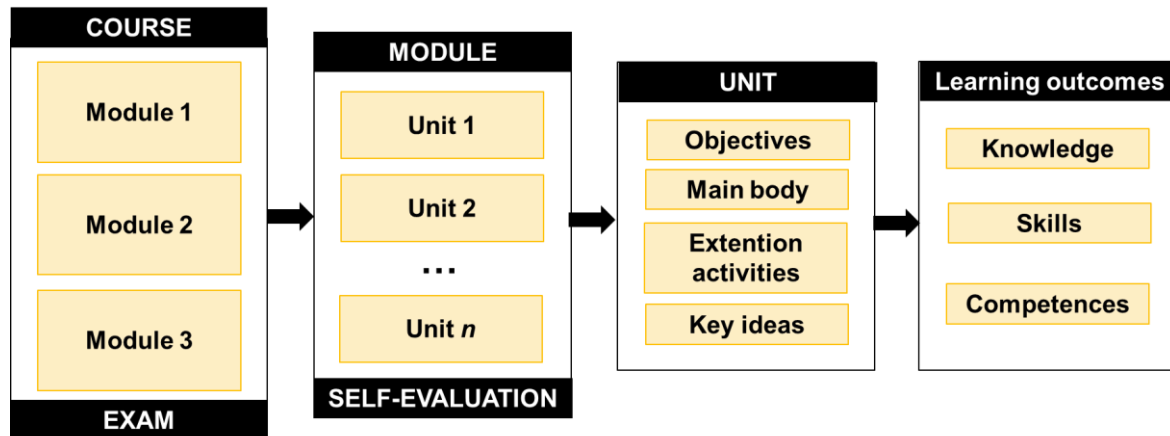 COURSE
Module 1
Module 2
Module 3
EXAM
MODULE
Unit 1
Unit 2
...
Unit n
SELF-EVALUATION
UNIT
Objectives
Main body
Extention
activities
Key ideas
Learning outcomes
Knowledge
Skills
Competences